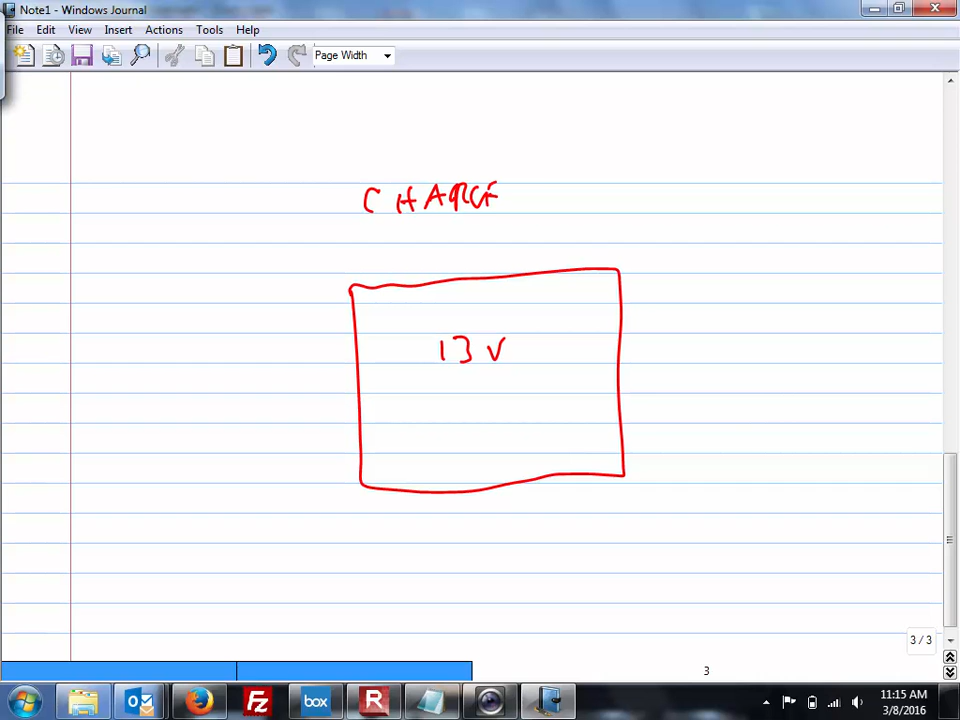 Note1 - Windows Journal
File Edit View Insert Actions Tools Help
Page Width
CHARGE
13 V
3 / 3
3
box
R
11:15 AM
3/8/2016